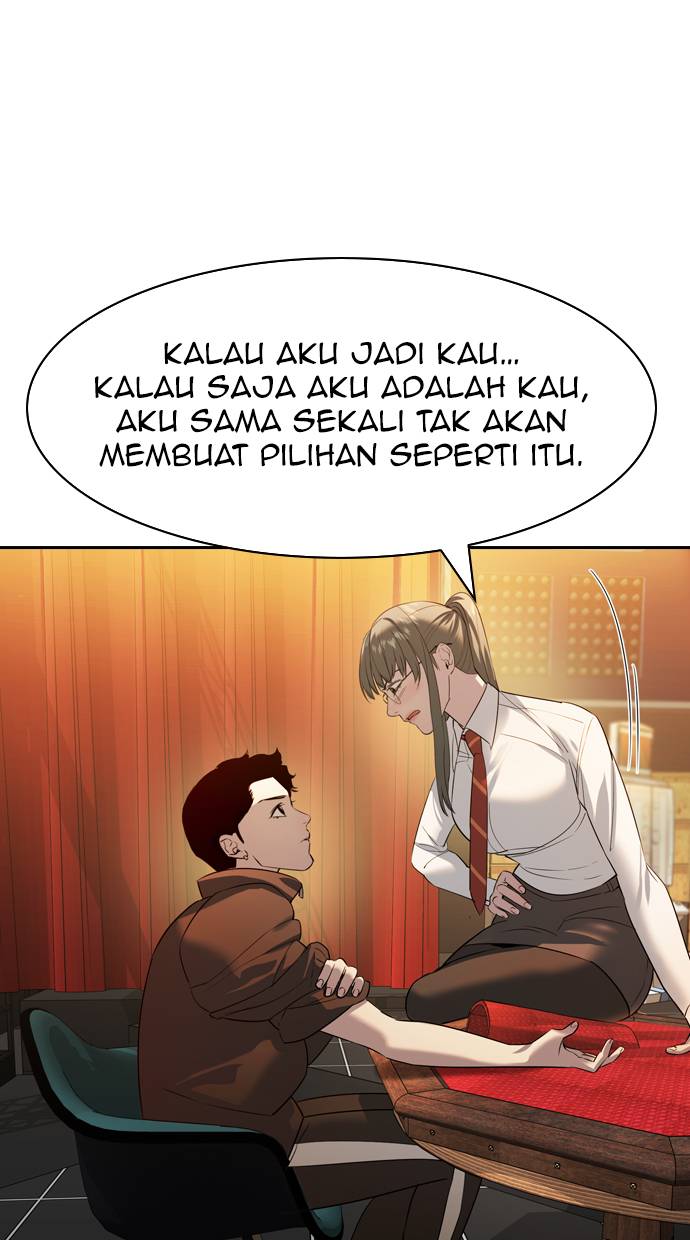 KALAU AKU JADI KAU...
KALAU SAJA AKU ADALAH KAU,
AKU SAMA SEKALI TAK AKAN
MEMBUAT PILIHAN SEPERTI ITU.